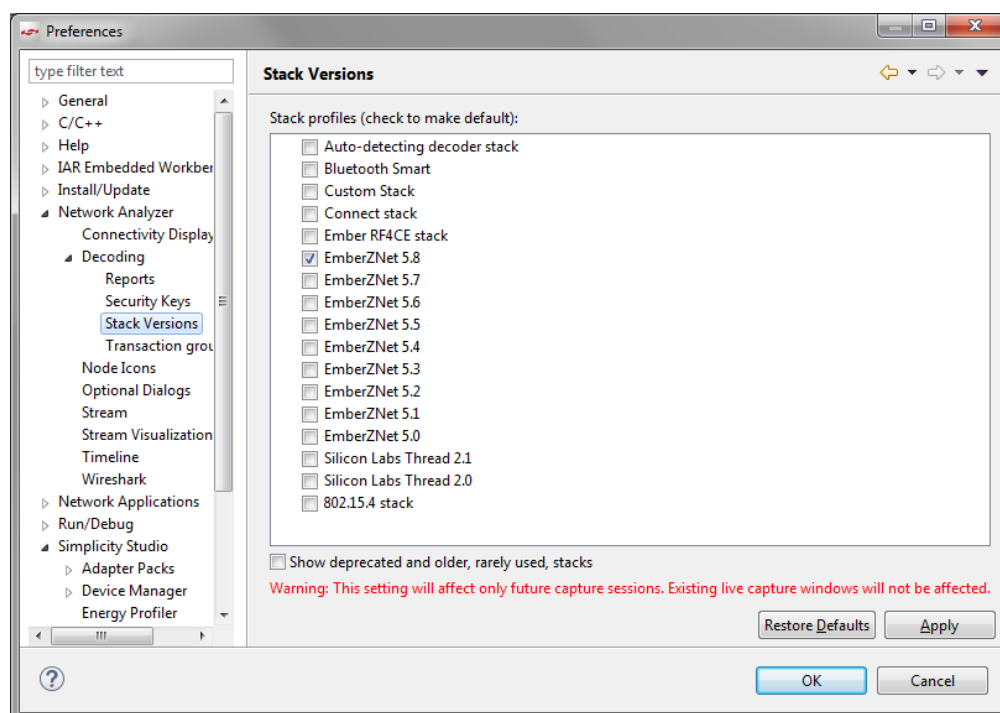 Preferences
type filter text
General
C/C++
Help
IAR Embedded Workber
Install/Update
Network Analyzer
Connectivity Display
Decoding
Reports
Security Keys
Stack Versions
Transaction grou
Node Icons
Optional Dialogs
Stream
Stream Visualization
Timeline
Wireshark
Network Applications
Run/Debug
Simplicity Studio
Adapter Packs
Device Manager
Energy Profiler
Stack Versions
Stack profiles (check to make default):
Auto-detecting decoder stack
Bluetooth Smart
Custom Stack
Connect stack
Ember RF4CE stack
EmberZNet 5.8
EmberZNet 5.7
EmberZNet 5.6
EmberZNet 5.5
EmberZNet 5.4
EmberZNet 5.3
EmberZNet 5.2
EmberZNet 5.1
EmberZNet 5.0
Silicon Labs Thread 2.1
Silicon Labs Thread 2.0
802.15.4 stack
Show deprecated and older, rarely used, stacks
Warning: This setting will affect only future capture sessions. Existing live capture windows will not be affected.
Restore Defaults
Apply
OK
Cancel